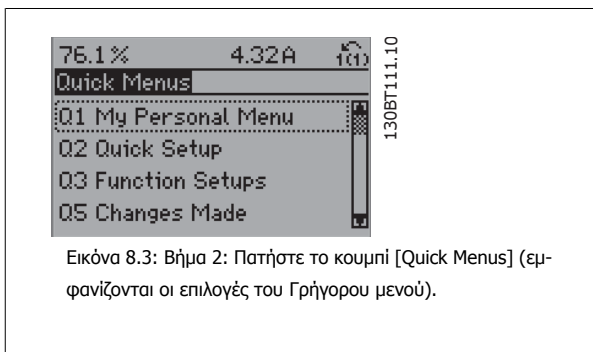 76.1% 4.32A 1(1)
Quick Menus
Q1 My Personal Menu
Q2 Quick Setup
Q3 Function Setups
Q5 Changes Made
130BT111.10
Εικόνα 8.3: Βήμα 2: Πατήστε το κουμπί [Quick Menus] (εμ-
φανίζονται οι επιλογές του Γρήγορου μενού).